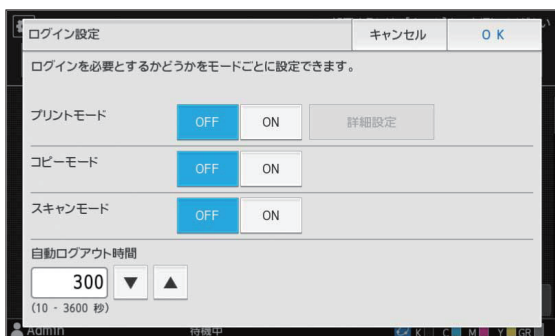 ログイン設定 キャンセル OK
ログインを必要とするかどうかをモードごとに設定できます。
プリントモード OFF ON 詳細設定
コピーモード OFF ON
スキャンモード OFF ON
自動ログアウト時間
300 ▼ ▲
(10 - 3600 秒)
Admin 待機中 K C M Y GR